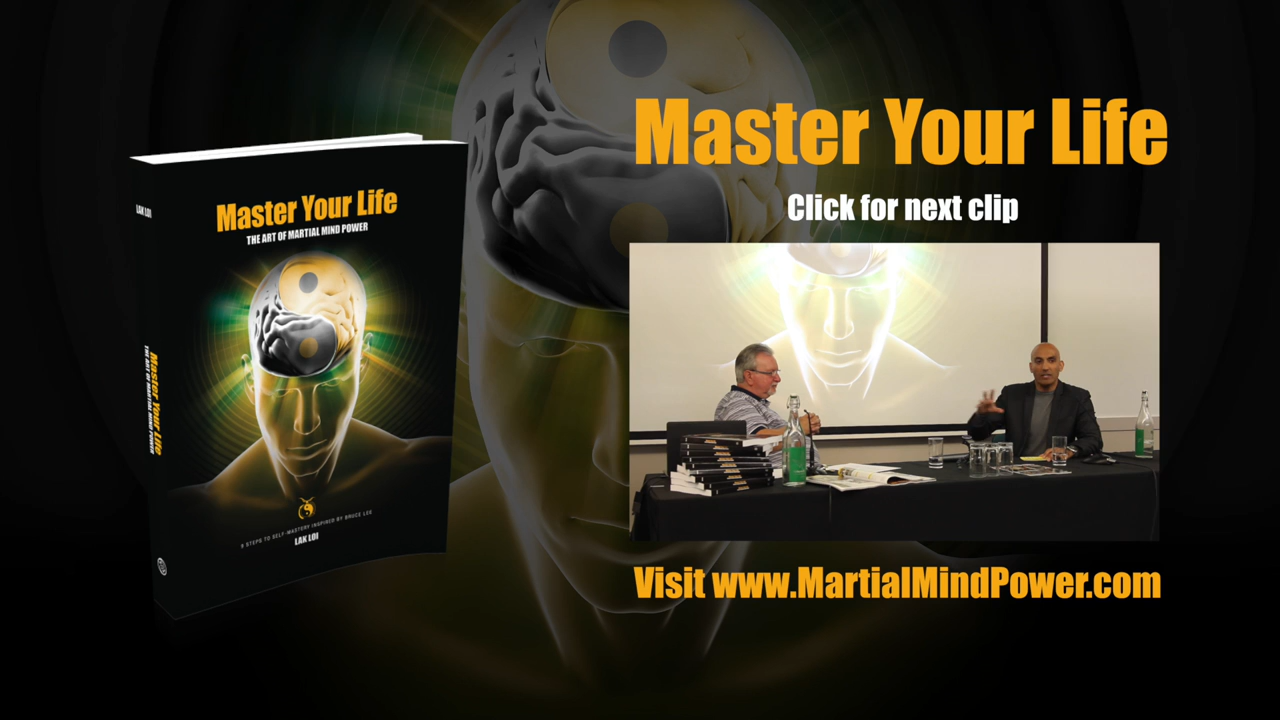 LAK LOI
Master Your Life
THE ART OF MARTIAL MIND POWER
Master Your Life
THE ART OF MARTIAL MIND POWER
9 STEPS TO SELF-MASTERY INSPIRED BY BRUCE LEE
LAK LOI
Master Your Life
Click for next clip
Visit www.MartialMindPower.com